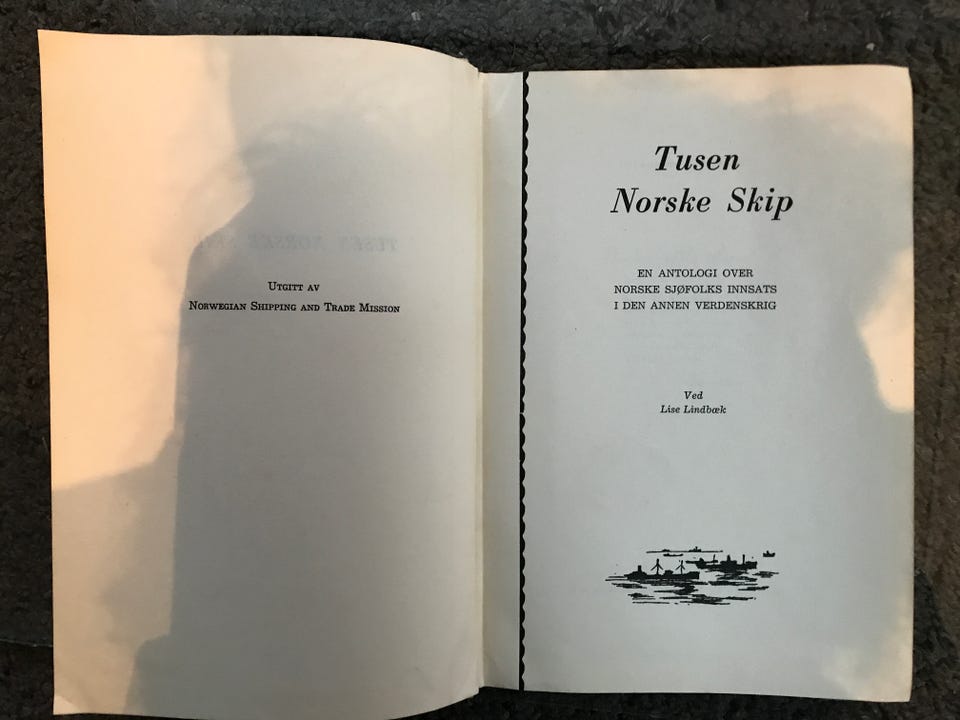 Utgitt av
Norwegian Shipping and Trade Mission
Tusen
Norske Skip
EN ANTOLOGI OVER
NORSKE SJØFOLKS INNSATS
I DEN ANNEN VERDENSKRIG
Ved
Lise Lindbæk